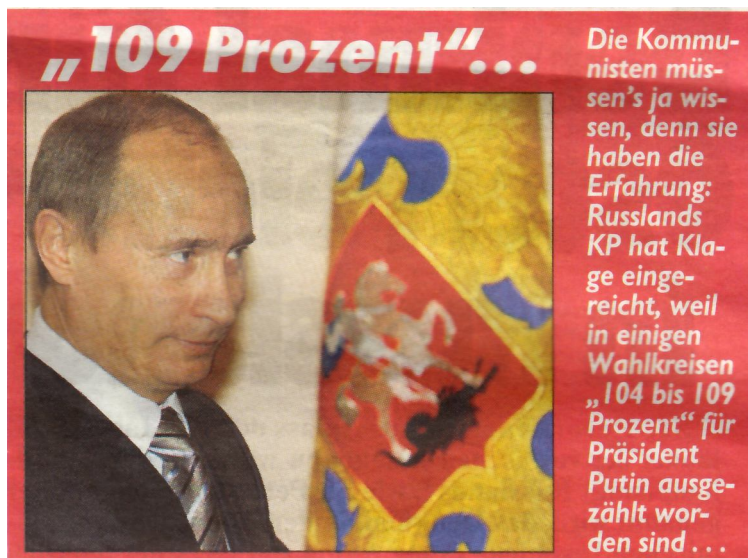 „109 Prozent“...
Die Kommu-
nisten müs-
sen's ja wis-
sen, denn sie
haben die
Erfahrung:
Russlands
KP hat Kla-
ge einge-
reicht, weil
in einigen
Wahlkreisen
„104 bis 109
Prozent“ für
Präsident
Putin ausge-
zählt wor-
den sind . . .